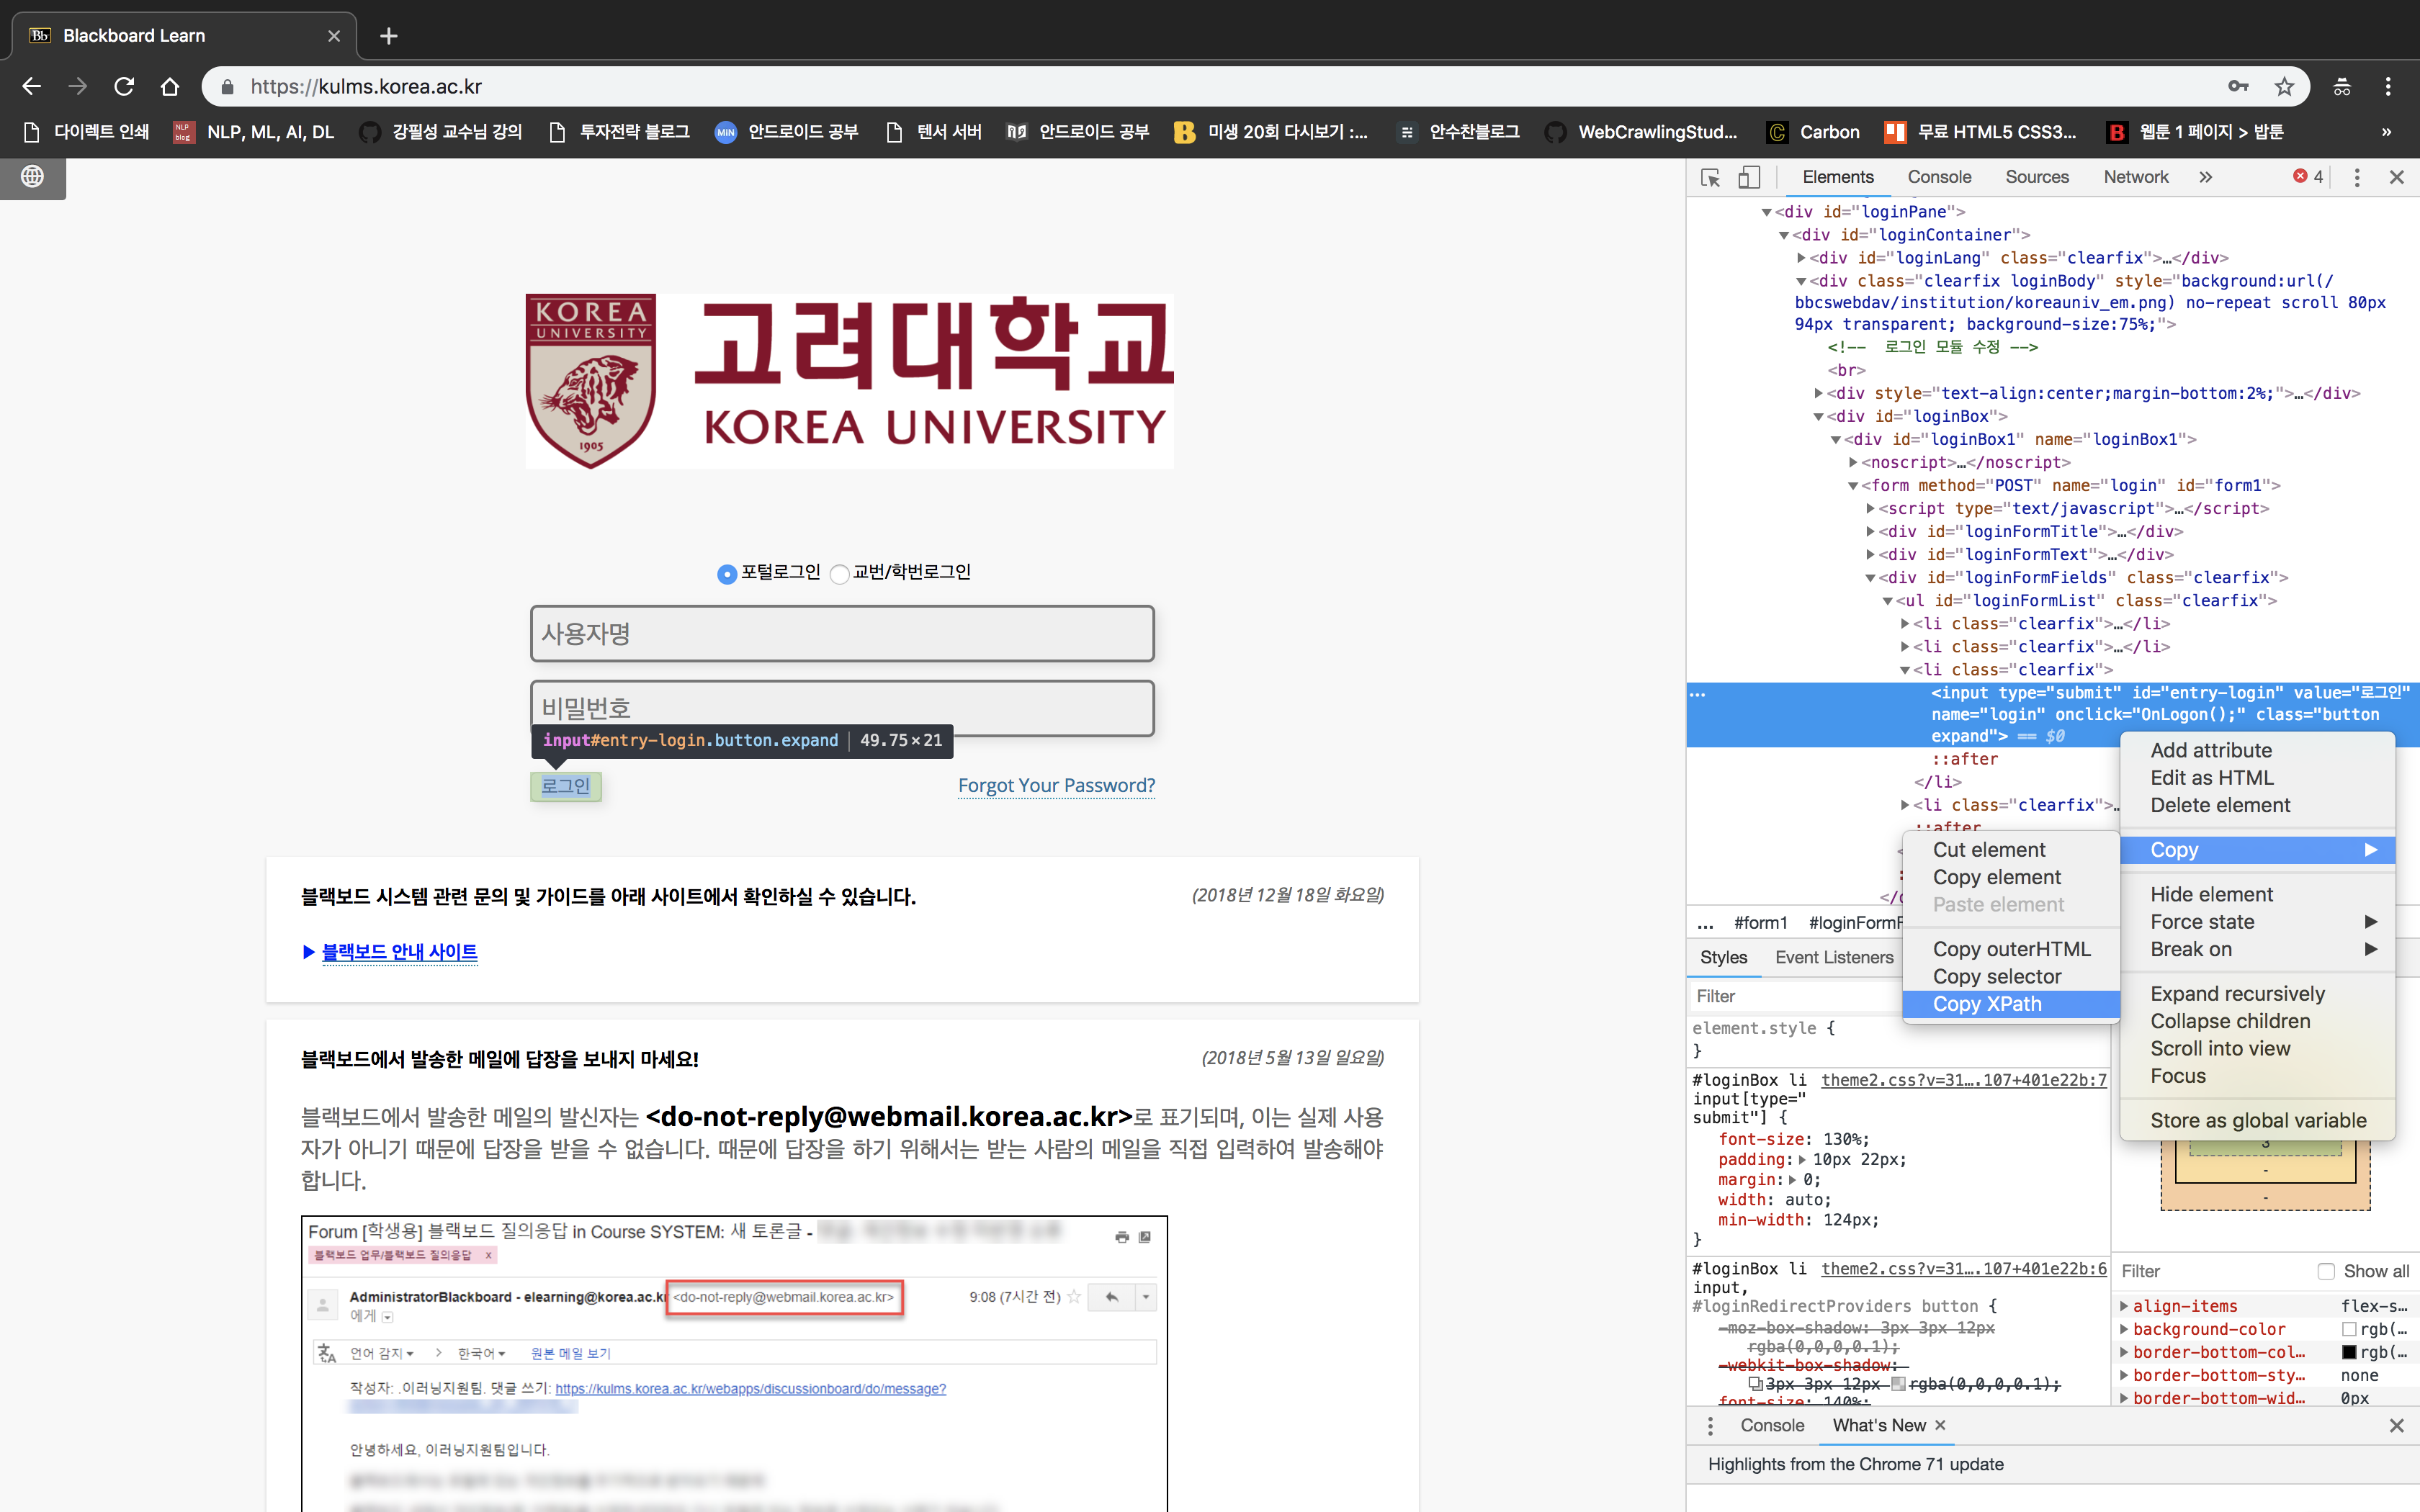 Blackboard Learn
https://kulms.korea.ac.kr
다이렉트 인쇄
NLP, ML, AI, DL
강필성 교수님 강의
투자전략 블로그
안드로이드 공부
텐서 서버
안드로이드 공부
미생 20회 다시보기 :...
안수찬블로그
WebCrawlingStud...
Carbon
무료 HTML5 CSS3...
웹툰 1 페이지 > 밥툰
»
KOREA
UNIVERSITY
1905
고려대학교
KOREA UNIVERSITY
포털로그인 교번/학번로그인
사용자명
비밀번호
input#entry-login.button.expand | 49.75×21
로그인
Forgot Your Password?
블랙보드 시스템 관련 문의 및 가이드를 아래 사이트에서 확인하실 수 있습니다.
(2018년 12월 18일 화요일)
▶ 블랙보드 안내 사이트
블랙보드에서 발송한 메일에 답장을 보내지 마세요!
(2018년 5월 13일 일요일)
블랙보드에서 발송한 메일의 발신자는 <do-not-reply@webmail.korea.ac.kr>로 표기되며, 이는 실제 사용
자가 아니기 때문에 답장을 받을 수 없습니다. 때문에 답장을 하기 위해서는 받는 사람의 메일을 직접 입력하여 발송해야
합니다.
Forum [학생용] 블랙보드 질의응답 in Course SYSTEM: 새 토론글 -
블랙보드 업무/블랙보드 질의응답 x
AdministratorBlackboard - elearning@korea.ac.kr <do-not-reply@webmail.korea.ac.kr>
9:08 (7시간 전)
에게
언어 감지 > 한국어 원본 메일 보기
작성자: .이러닝지원팀. 댓글 쓰기: https://kulms.korea.ac.kr/webapps/discussionboard/do/message?
안녕하세요, 이러닝지원팀입니다.
Elements Console Sources Network » 4
<div id="loginPane">
<div id="loginContainer">
<div id="loginLang" class="clearfix">…</div>
<div class="clearfix loginBody" style="background:url(/
bbcswebdav/institution/koreauniv_em.png) no-repeat scroll 80px
94px transparent; background-size:75%;">
<!-- 로그인 모듈 수정 -->
<br>
<div style="text-align:center;margin-bottom:2%;">…</div>
<div id="loginBox">
<div id="loginBox1" name="loginBox1">
<noscript>…</noscript>
<form method="POST" name="login" id="form1">
<script type="text/javascript">…</script>
<div id="loginFormTitle">…</div>
<div id="loginFormText">…</div>
<div id="loginFormFields" class="clearfix">
<ul id="loginFormList" class="clearfix">
<li class="clearfix">…</li>
<li class="clearfix">…</li>
<li class="clearfix">
<input type="submit" id="entry-login" value="로그인"
name="login" onclick="OnLogon();" class="button
expand"> == $0
::after
</li>
<li class="clearfix">…
::after
Add attribute
Edit as HTML
Delete element
Copy
Hide element
Force state
Break on
Expand recursively
Collapse children
Scroll into view
Focus
Store as global variable
Cut element
Copy element
Paste element
Copy outerHTML
Copy selector
Copy XPath
... #form1 #loginFormF
Styles Event Listeners
Filter
element.style {
}
#loginBox li theme2.css?v=31….107+401e22b:7
input[type="
submit"] {
font-size: 130%;
padding: 10px 22px;
margin: 0;
width: auto;
min-width: 124px;
}
#loginBox li theme2.css?v=31….107+401e22b:6
input,
#loginRedirectProviders button {
-moz-box-shadow: 3px 3px 12px
rgba(0,0,0,0.1);
-webkit-box-shadow:
3px 3px 12px rgba(0,0,0,0.1);
font-size: 140%;
3
-
-
Filter Show all
align-items flex-s…
background-color rgb(…
border-bottom-col… rgb(…
border-bottom-sty… none
border-bottom-wid… 0px
Console What's New ×
Highlights from the Chrome 71 update